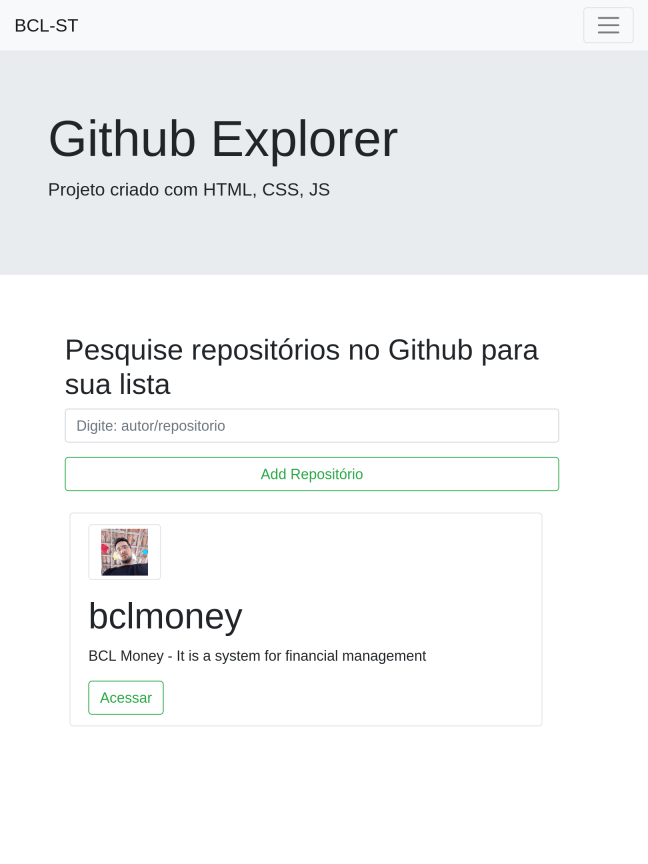 BCL-ST
Github Explorer
Projeto criado com HTML, CSS, JS
Pesquise repositórios no Github para
sua lista
Digite: autor/repositorio
Add Repositório
bclmoney
BCL Money - It is a system for financial management
Acessar